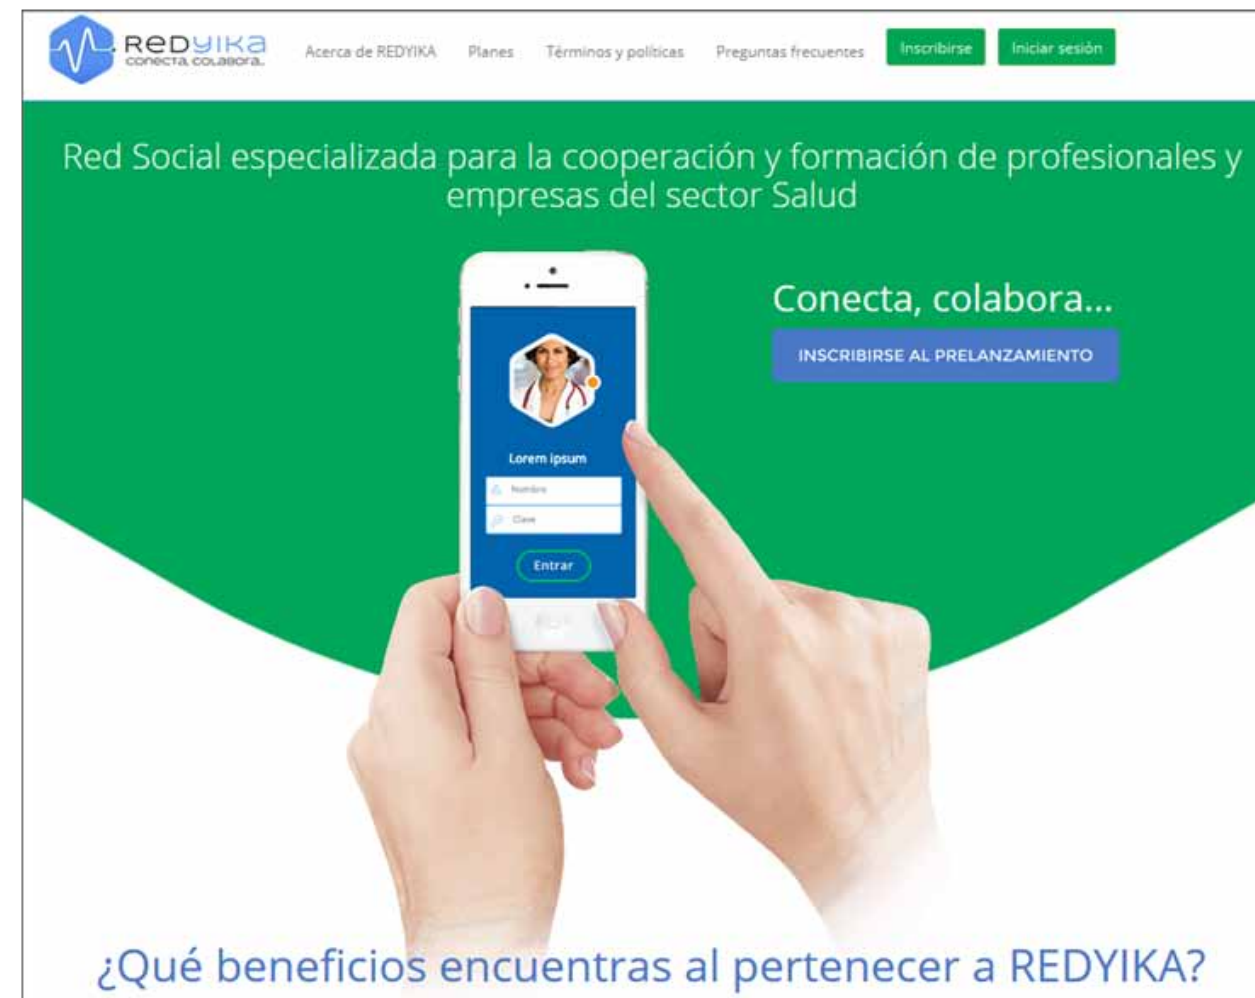 REDYIKA
CONECTA, COLABORA..
Acerca de REDYIKA
Planes
Términos y políticas
Preguntas frecuentes
Inscribirse
Iniciar sesión
Red Social especializada para la cooperación y formación de profesionales y
empresas del sector Salud
Conecta, colabora...
INSCRIBIRSE AL PRELANZAMIENTO
Lorem ipsum
Nombre
Clave
Entrar
¿Qué beneficios encuentras al pertenecer a REDYIKA?